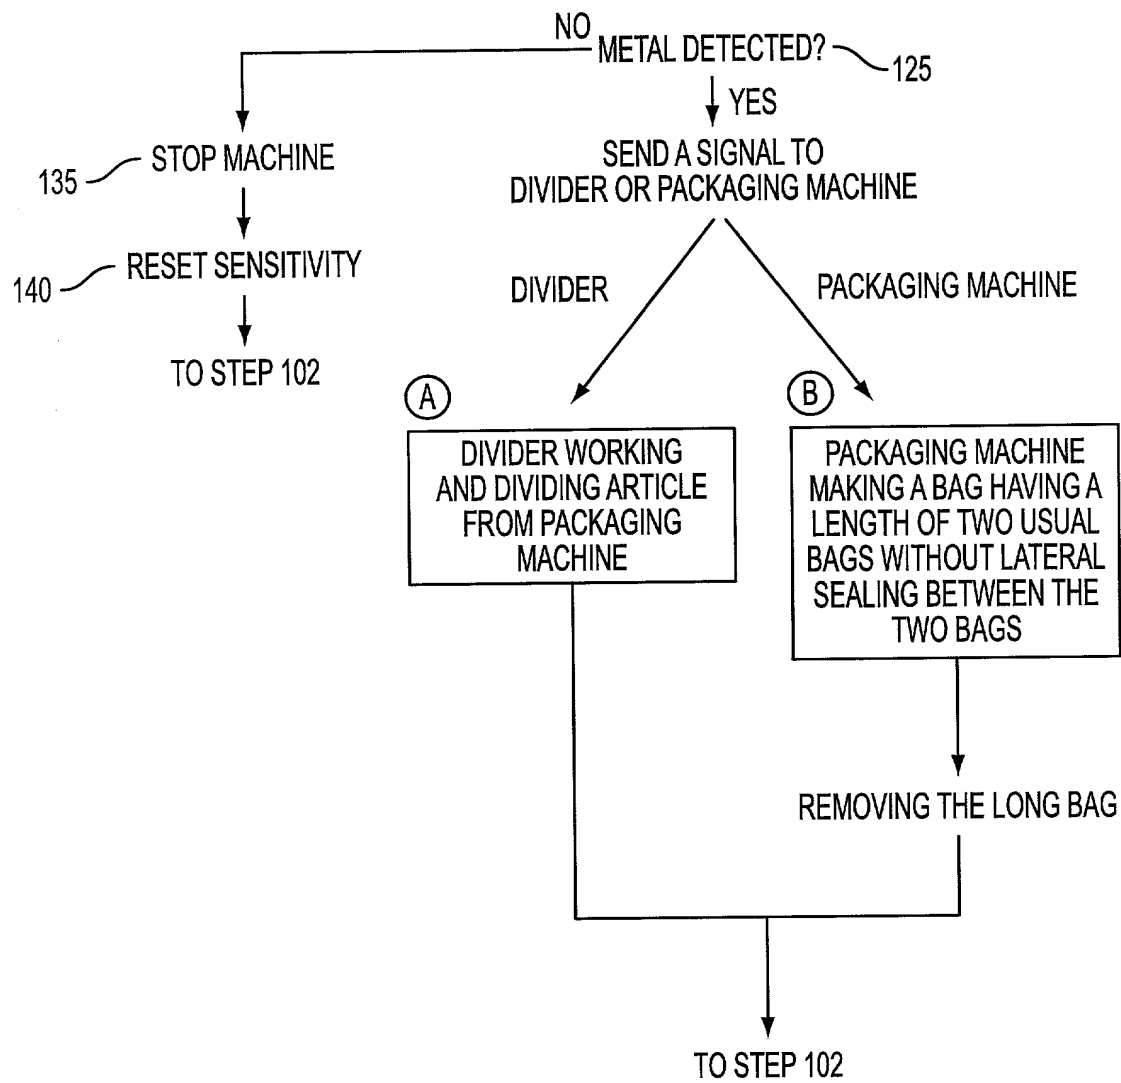 NO
METAL DETECTED?
125
YES
STOP MACHINE
135
SEND A SIGNAL TO
DIVIDER OR PACKAGING MACHINE
RESET SENSITIVITY
140
DIVIDER
PACKAGING MACHINE
TO STEP 102
A
B
DIVIDER WORKING
AND DIVIDING ARTICLE
FROM PACKAGING
MACHINE
PACKAGING MACHINE
MAKING A BAG HAVING A
LENGTH OF TWO USUAL
BAGS WITHOUT LATERAL
SEALING BETWEEN THE
TWO BAGS
REMOVING THE LONG BAG
TO STEP 102